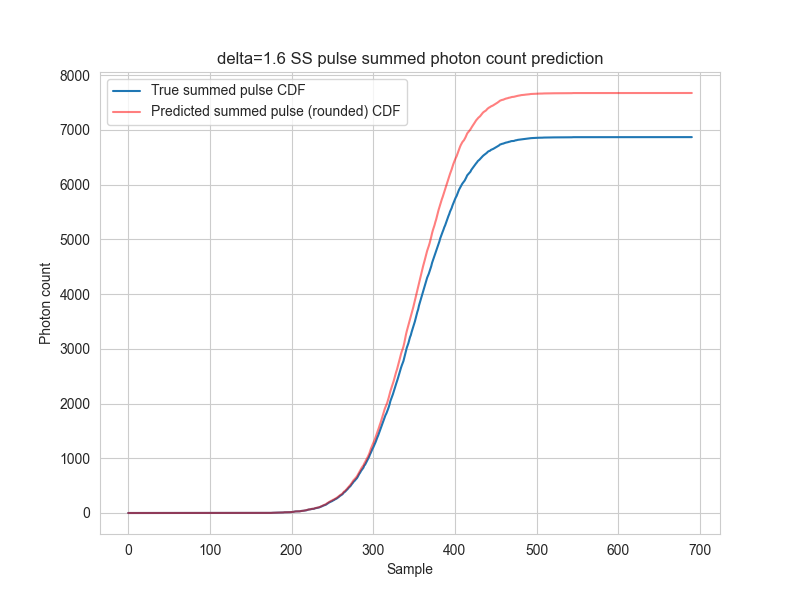 delta=1.6 SS pulse summed photon count prediction
True summed pulse CDF
Predicted summed pulse (rounded) CDF
Photon count
8000
7000
6000
5000
4000
3000
2000
1000
0
0 100 200 300 400 500 600 700
Sample